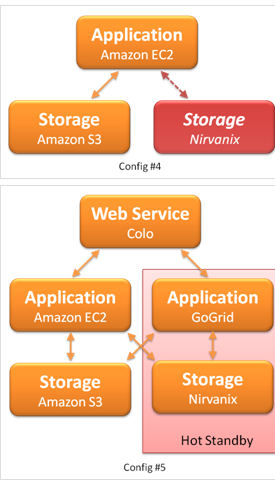 Application
Amazon EC2
Storage
Amazon S3
Storage
Nirvanix
Config #4
Web Service
Colo
Application
Amazon EC2
Application
GoGrid
Storage
Amazon S3
Storage
Nirvanix
Hot Standby
Config #5